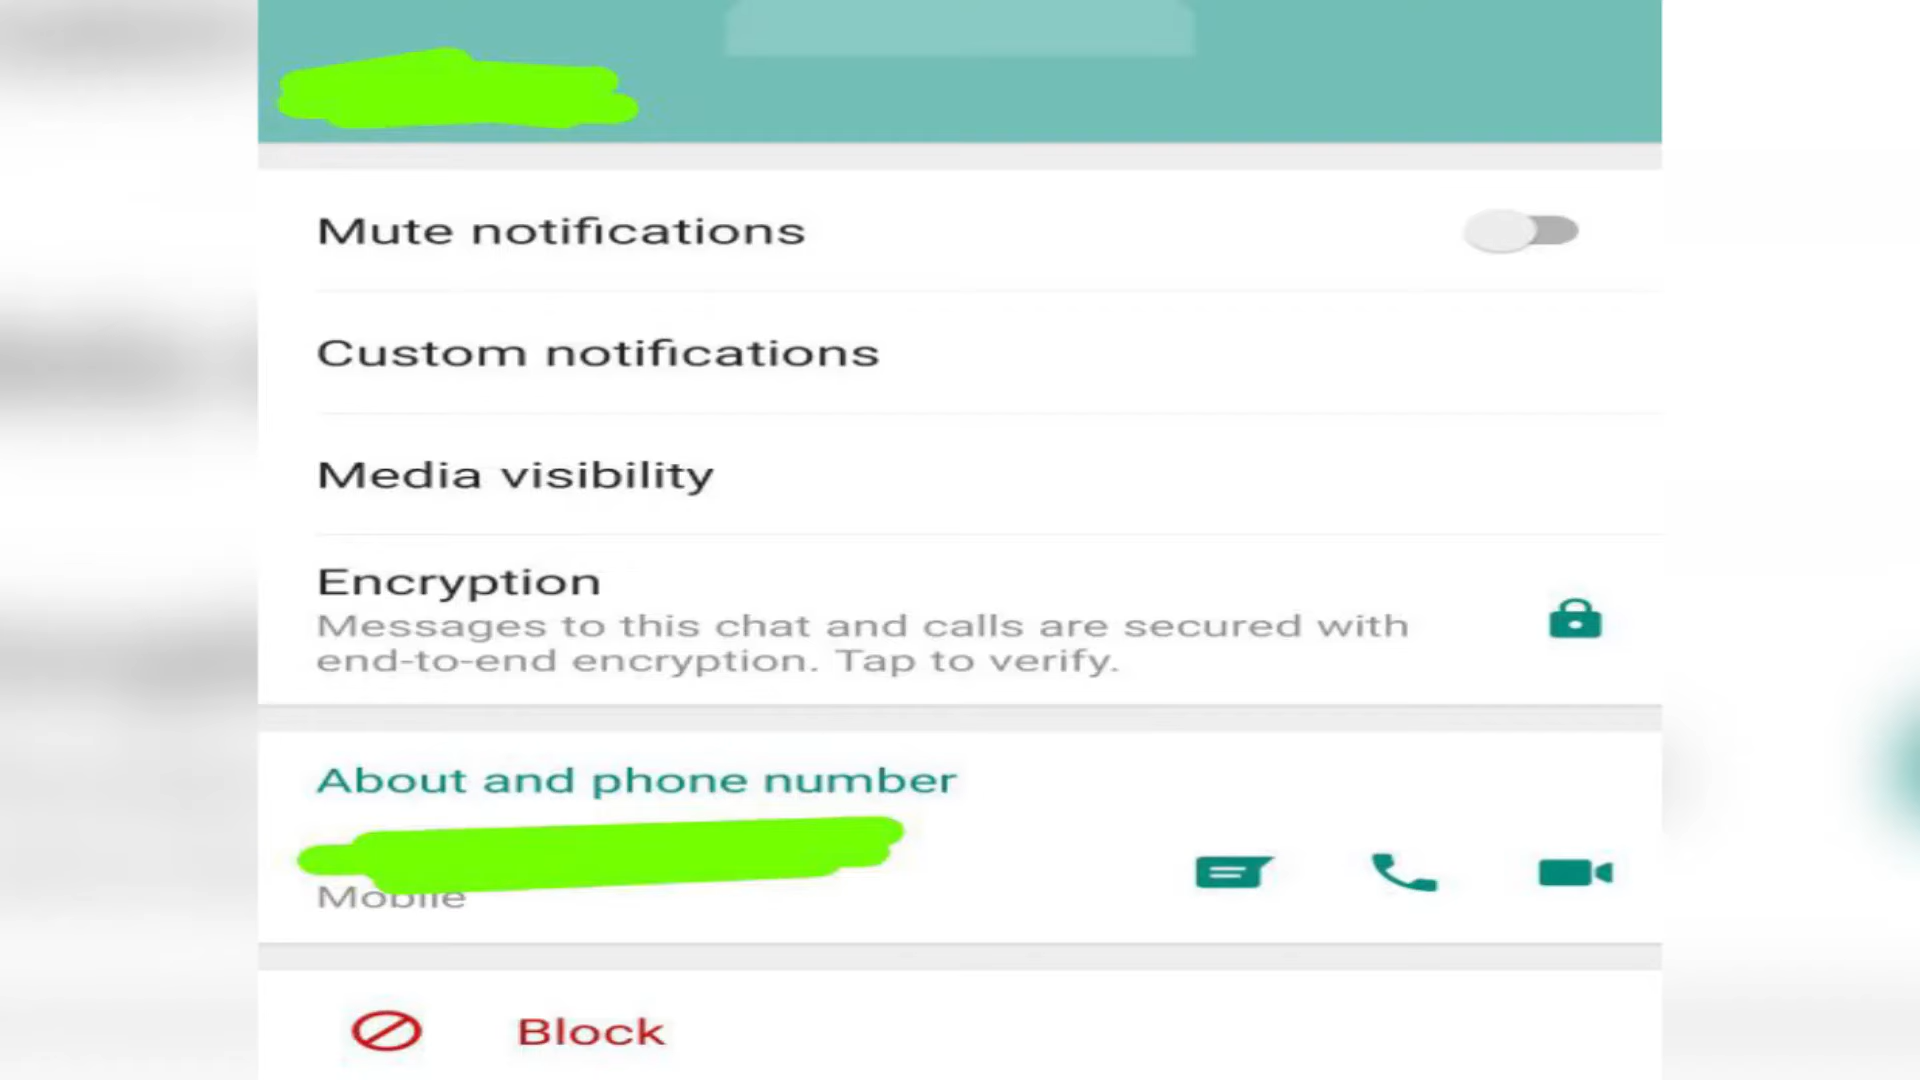 Mute notifications
Custom notifications
Media visibility
Encryption
Messages to this chat and calls are secured with
end-to-end encryption. Tap to verify.
About and phone number
Mobile
Block